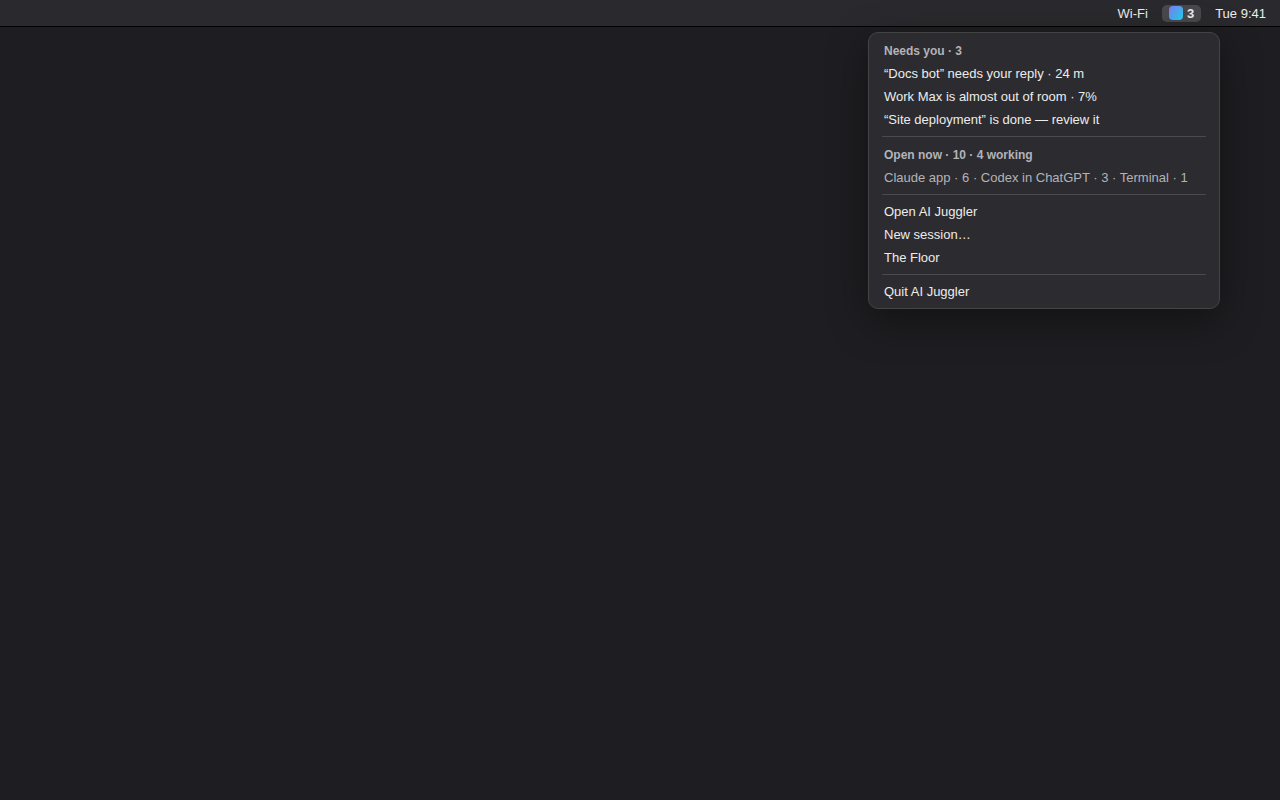 Wi-Fi 3 Tue 9:41
Needs you · 3
“Docs bot” needs your reply · 24 m
Work Max is almost out of room · 7%
“Site deployment” is done — review it
Open now · 10 · 4 working
Claude app · 6 · Codex in ChatGPT · 3 · Terminal · 1
Open AI Juggler
New session…
The Floor
Quit AI Juggler